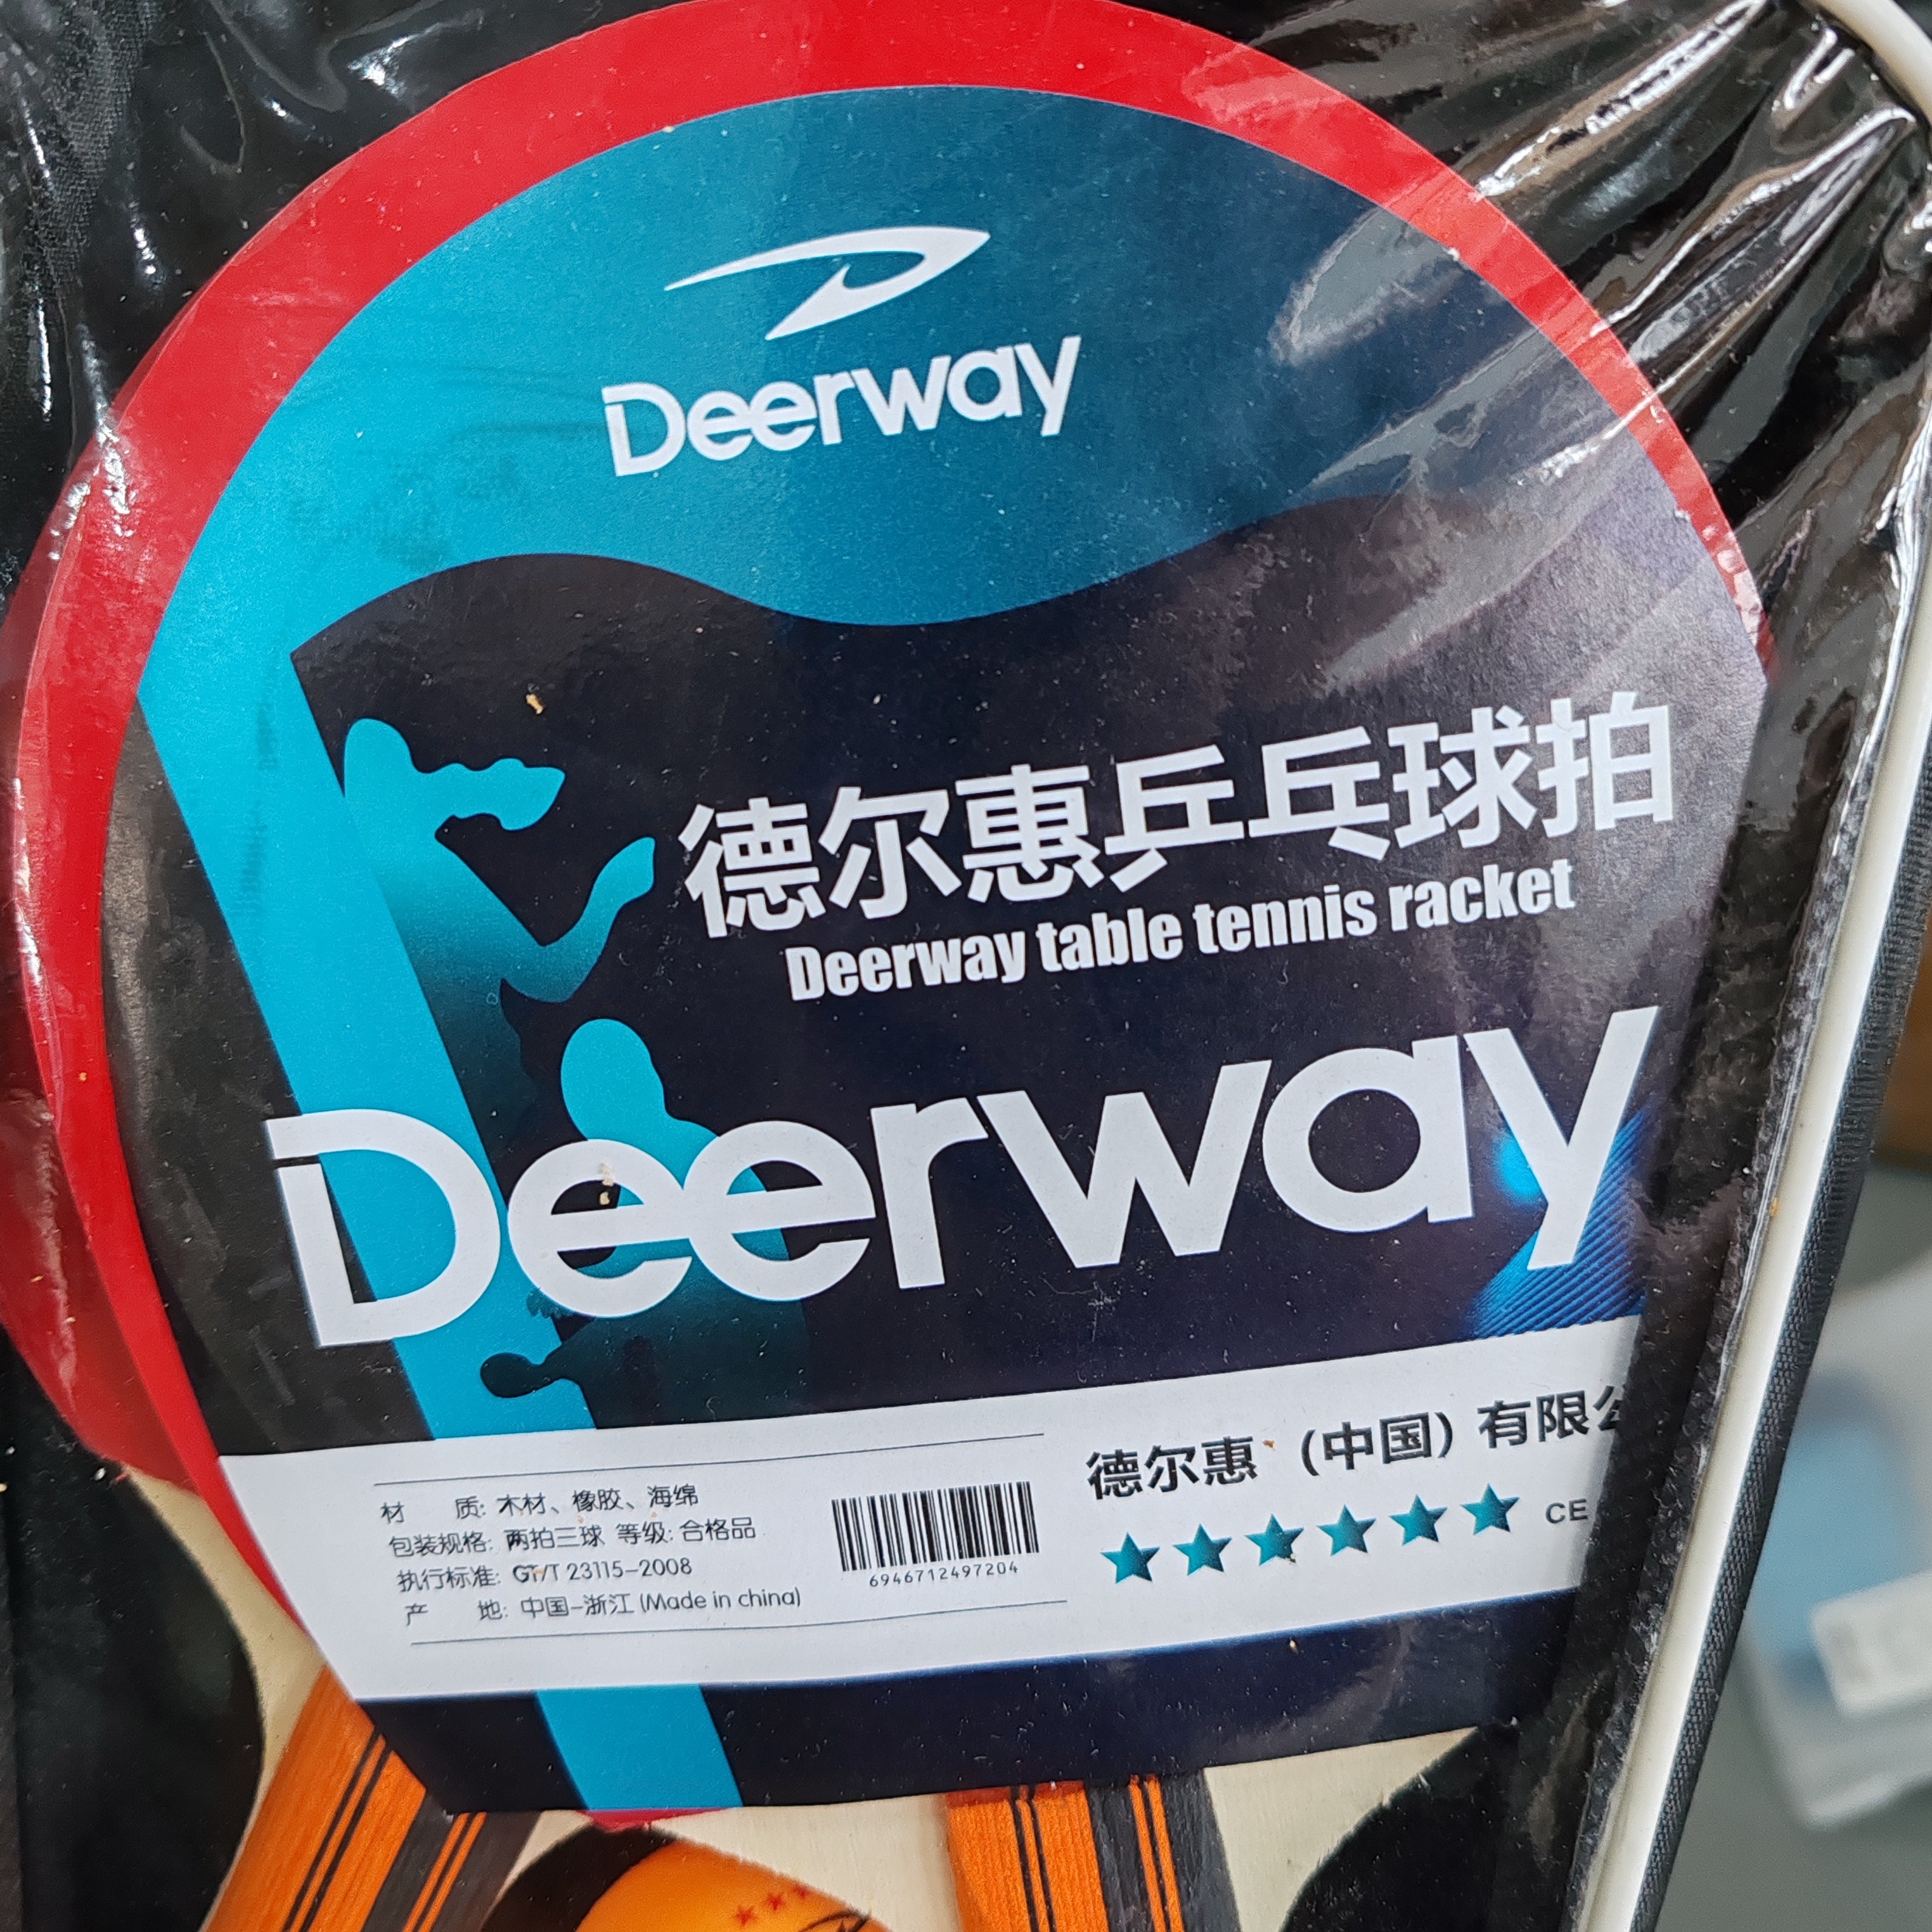 Deerway
德尔惠乒乓球拍
Deerway table tennis racket
Deerway
材 质: 木材、橡胶、海绵
包装规格: 两拍三球 等级: 合格品
执行标准: GT/T 23115-2008
产 地: 中国-浙江 (Made in china)
6946712497204
德尔惠 (中国) 有限公
CE